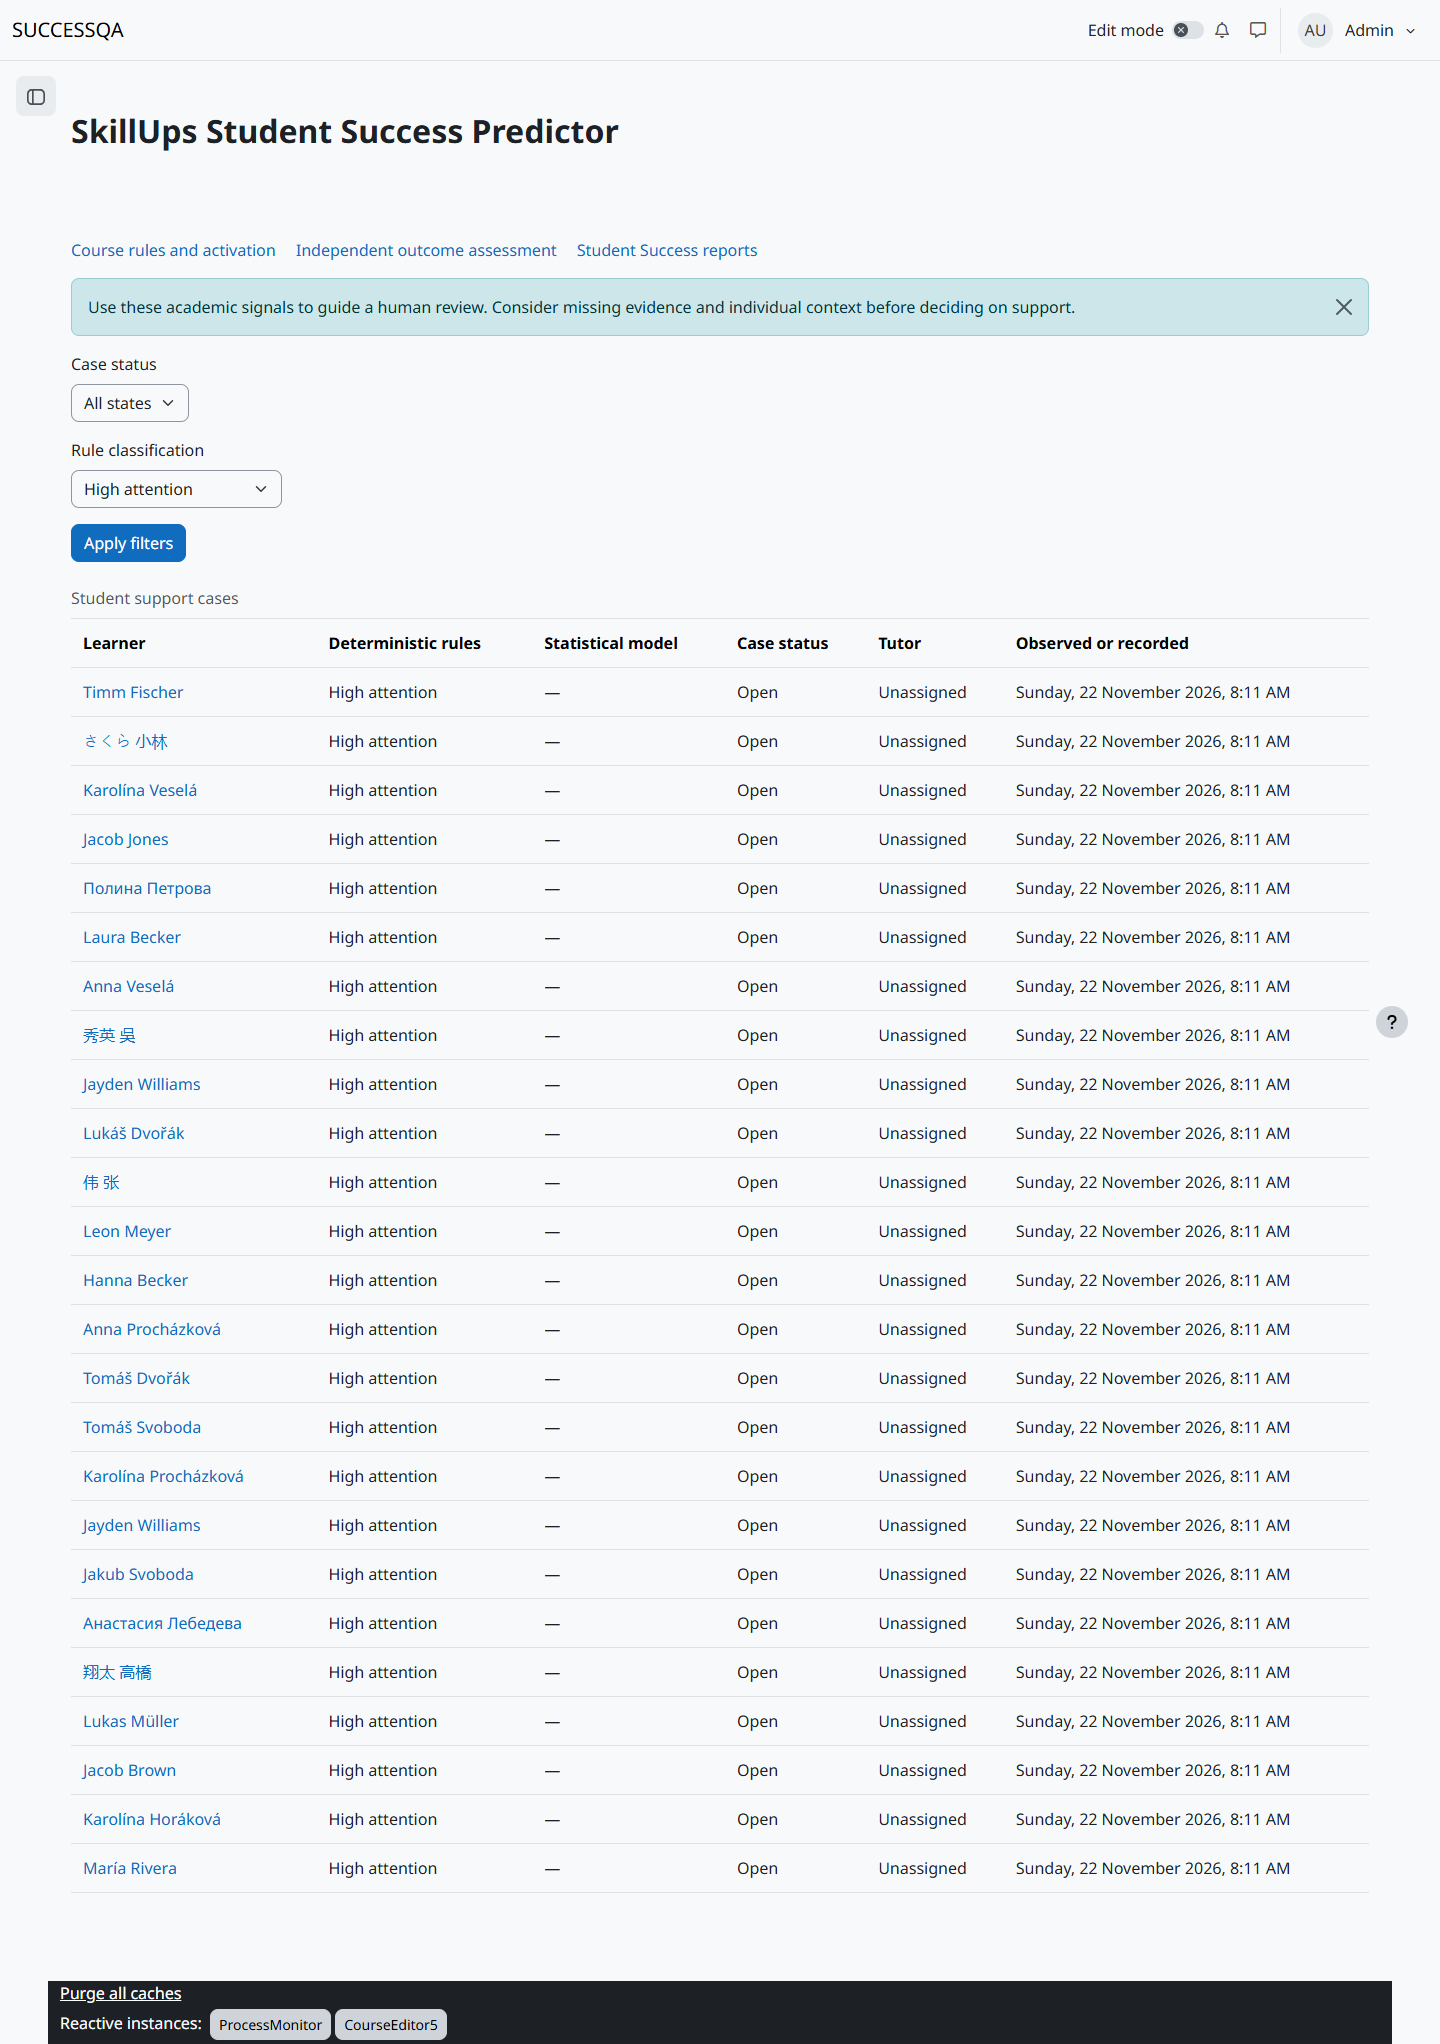 SUCCESSQA
Edit mode
AU Admin
SkillUps Student Success Predictor
Course rules and activation Independent outcome assessment Student Success reports
Use these academic signals to guide a human review. Consider missing evidence and individual context before deciding on support.
Case status
All states
Rule classification
High attention
Apply filters
Student support cases
Learner Deterministic rules Statistical model Case status Tutor Observed or recorded
Timm Fischer High attention — Open Unassigned Sunday, 22 November 2026, 8:11 AM
さくら 小林 High attention — Open Unassigned Sunday, 22 November 2026, 8:11 AM
Karolína Veselá High attention — Open Unassigned Sunday, 22 November 2026, 8:11 AM
Jacob Jones High attention — Open Unassigned Sunday, 22 November 2026, 8:11 AM
Полина Петрова High attention — Open Unassigned Sunday, 22 November 2026, 8:11 AM
Laura Becker High attention — Open Unassigned Sunday, 22 November 2026, 8:11 AM
Anna Veselá High attention — Open Unassigned Sunday, 22 November 2026, 8:11 AM
秀英 吳 High attention — Open Unassigned Sunday, 22 November 2026, 8:11 AM
?
Jayden Williams High attention — Open Unassigned Sunday, 22 November 2026, 8:11 AM
Lukáš Dvořák High attention — Open Unassigned Sunday, 22 November 2026, 8:11 AM
伟 张 High attention — Open Unassigned Sunday, 22 November 2026, 8:11 AM
Leon Meyer High attention — Open Unassigned Sunday, 22 November 2026, 8:11 AM
Hanna Becker High attention — Open Unassigned Sunday, 22 November 2026, 8:11 AM
Anna Procházková High attention — Open Unassigned Sunday, 22 November 2026, 8:11 AM
Tomáš Dvořák High attention — Open Unassigned Sunday, 22 November 2026, 8:11 AM
Tomáš Svoboda High attention — Open Unassigned Sunday, 22 November 2026, 8:11 AM
Karolína Procházková High attention — Open Unassigned Sunday, 22 November 2026, 8:11 AM
Jayden Williams High attention — Open Unassigned Sunday, 22 November 2026, 8:11 AM
Jakub Svoboda High attention — Open Unassigned Sunday, 22 November 2026, 8:11 AM
Анастасия Лебедева High attention — Open Unassigned Sunday, 22 November 2026, 8:11 AM
翔太 高橋 High attention — Open Unassigned Sunday, 22 November 2026, 8:11 AM
Lukas Müller High attention — Open Unassigned Sunday, 22 November 2026, 8:11 AM
Jacob Brown High attention — Open Unassigned Sunday, 22 November 2026, 8:11 AM
Karolína Horáková High attention — Open Unassigned Sunday, 22 November 2026, 8:11 AM
María Rivera High attention — Open Unassigned Sunday, 22 November 2026, 8:11 AM
Purge all caches
Reactive instances: ProcessMonitor CourseEditor5